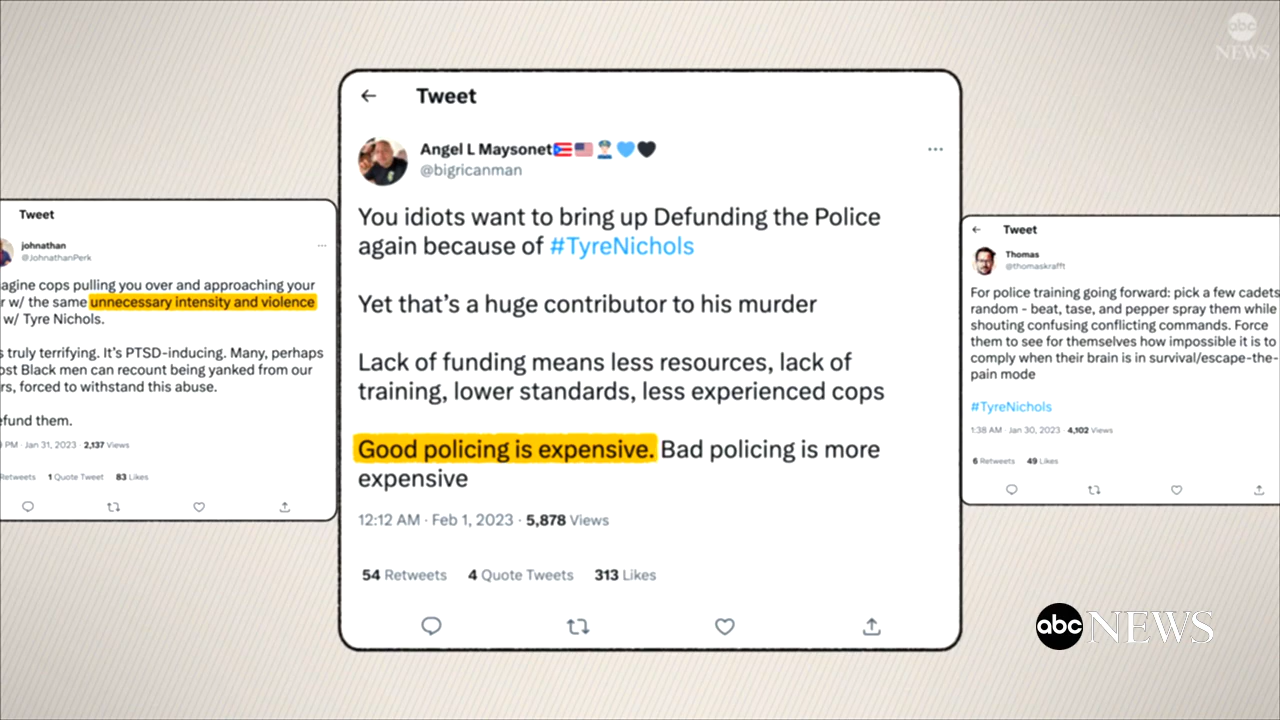 abc
NEWS
Tweet
johnathan
@JohnathanPerk
agine cops pulling you over and approaching your
r w/ the same unnecessary intensity and violence
w/ Tyre Nichols.
s truly terrifying. It’s PTSD-inducing. Many, perhaps
ost Black men can recount being yanked from our
rs, forced to withstand this abuse.
efund them.
PM · Jan 31, 2023 · 2,137 Views
Retweets 1 Quote Tweet 83 Likes
Tweet
Angel L Maysonet
@bigricanman
You idiots want to bring up Defunding the Police
again because of #TyreNichols
Yet that’s a huge contributor to his murder
Lack of funding means less resources, lack of
training, lower standards, less experienced cops
Good policing is expensive. Bad policing is more
expensive
12:12 AM · Feb 1, 2023 · 5,878 Views
54 Retweets 4 Quote Tweets 313 Likes
Tweet
Thomas
@thomaskrafft
For police training going forward: pick a few cadets
random - beat, tase, and pepper spray them while
shouting confusing conflicting commands. Force
them to see for themselves how impossible it is to
comply when their brain is in survival/escape-the-
pain mode
#TyreNichols
1:38 AM · Jan 30, 2023 · 4,102 Views
6 Retweets 49 Likes
abc NEWS